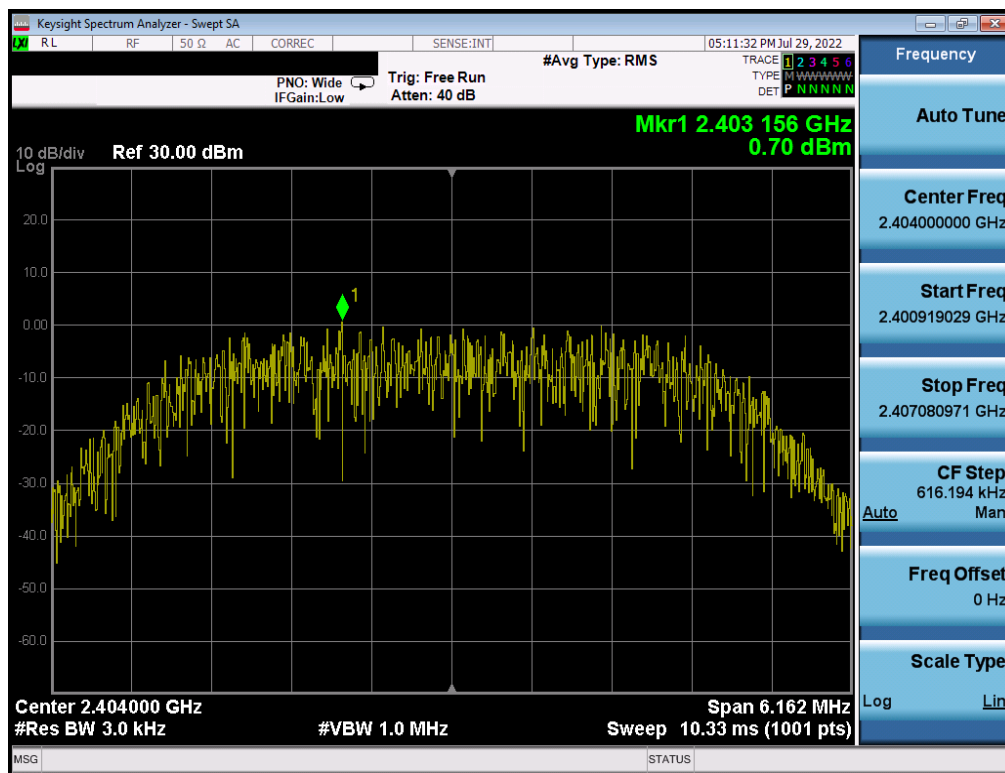 Keysight Spectrum Analyzer - Swept SA
LXI RL RF 50 Ω AC CORREC SENSE:INT 05:11:32 PM Jul 29, 2022
#Avg Type: RMS
TRACE 1 2 3 4 5 6
PNO: Wide
Trig: Free Run
TYPE M W W W W W
IFGain:Low
Atten: 40 dB
DET P N N N N N
Mkr1 2.403 156 GHz
0.70 dBm
10 dB/div Ref 30.00 dBm
Log
20.0
10.0
0.00
-10.0
-20.0
-30.0
-40.0
-50.0
-60.0
1
Center 2.404000 GHz
Span 6.162 MHz
#Res BW 3.0 kHz
#VBW 1.0 MHz
Sweep 10.33 ms (1001 pts)
MSG
STATUS
Frequency
Auto Tune
Center Freq
2.404000000 GHz
Start Freq
2.400919029 GHz
Stop Freq
2.407080971 GHz
CF Step
616.194 kHz
Auto Man
Freq Offset
0 Hz
Scale Type
Log Lin